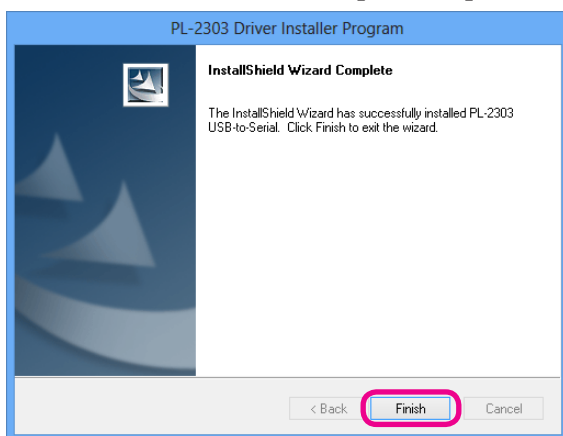 PL-2303 Driver Installer Program
InstallShield Wizard Complete
The InstallShield Wizard has successfully installed PL-2303
USB-to-Serial. Click Finish to exit the wizard.
< Back
Finish
Cancel